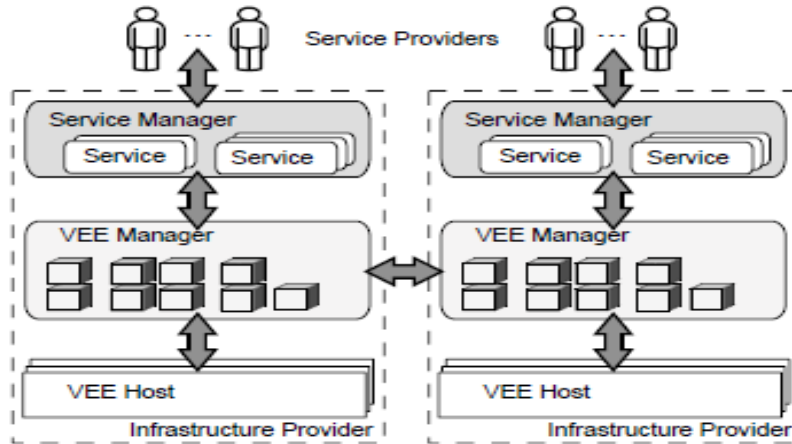 Service Providers
Service Manager
Service
Service
VEE Manager
VEE Host
Infrastructure Provider
Service Manager
Service
Service
VEE Manager
VEE Host
Infrastructure Provider